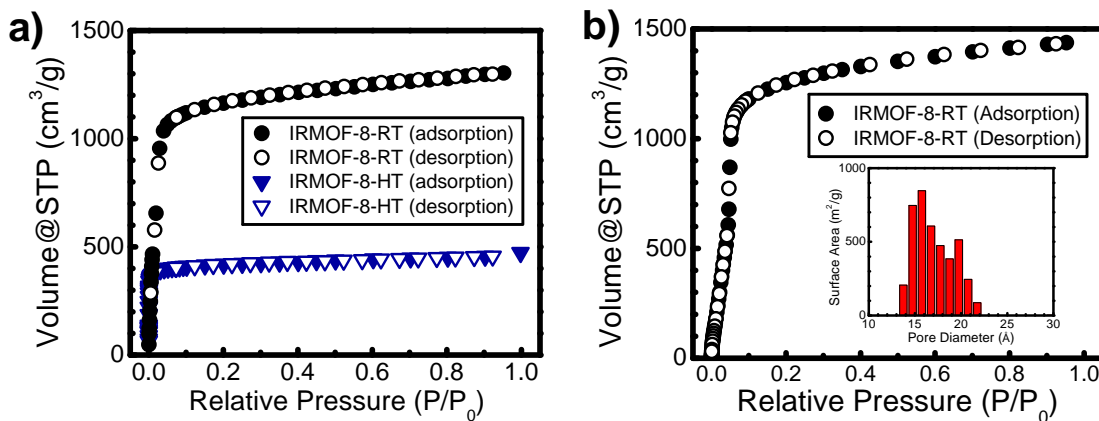 a)
Volume@STP (cm³/g)
1500
1000
500
0
IRMOF-8-RT (adsorption)
IRMOF-8-RT (desorption)
IRMOF-8-HT (adsorption)
IRMOF-8-HT (desorption)
0.0 0.2 0.4 0.6 0.8 1.0
Relative Pressure (P/P₀)
b)
Volume@STP (cm³/g)
1500
1000
500
0
IRMOF-8-RT (Adsorption)
IRMOF-8-RT (Desorption)
Surface Area (m²/g)
1000
500
0
10 15 20 25 30
Pore Diameter (Å)
0.0 0.2 0.4 0.6 0.8 1.0
Relative Pressure (P/P₀)